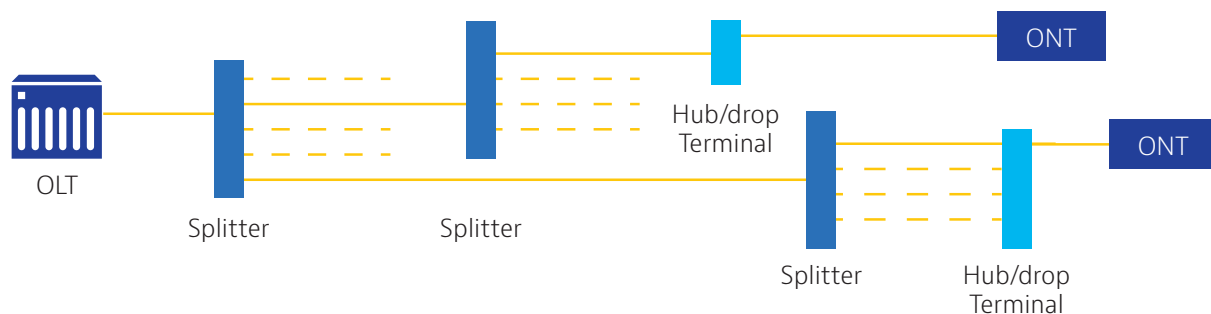 ONT
Hub/drop
Terminal
ONT
OLT
Splitter
Splitter
Splitter
Hub/drop
Terminal